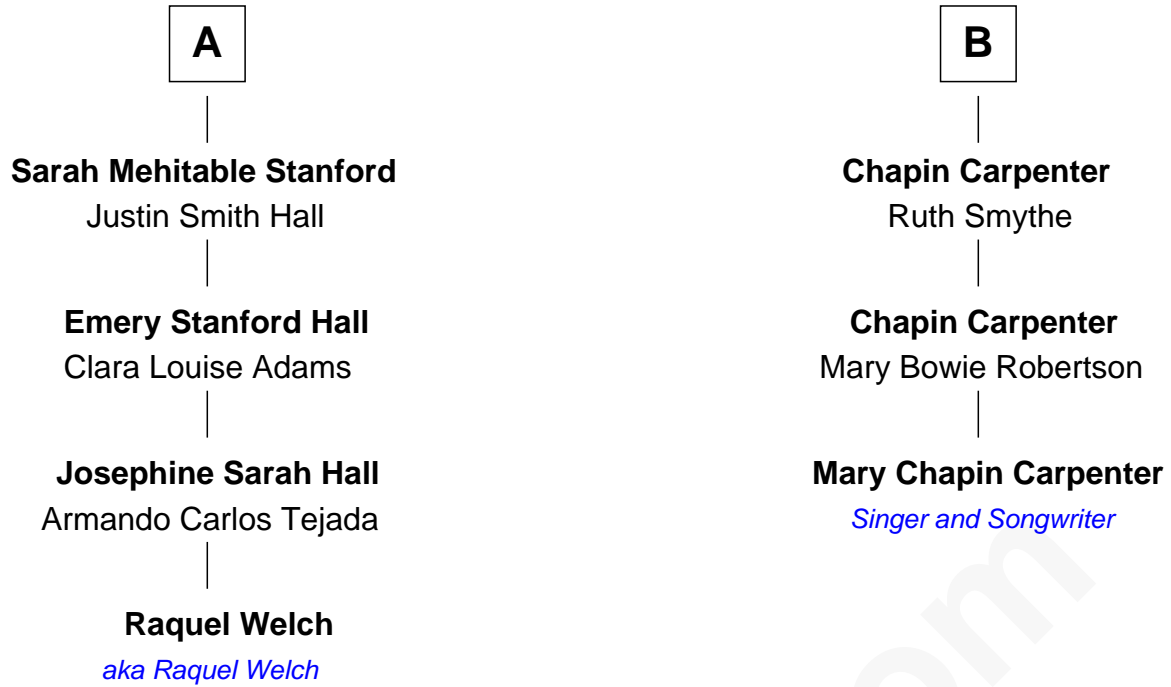 A
Sarah Mehitable Stanford
Justin Smith Hall
Emery Stanford Hall
Clara Louise Adams
Josephine Sarah Hall
Armando Carlos Tejada
Raquel Welch
aka Raquel Welch
B
Chapin Carpenter
Ruth Smythe
Chapin Carpenter
Mary Bowie Robertson
Mary Chapin Carpenter
Singer and Songwriter
om